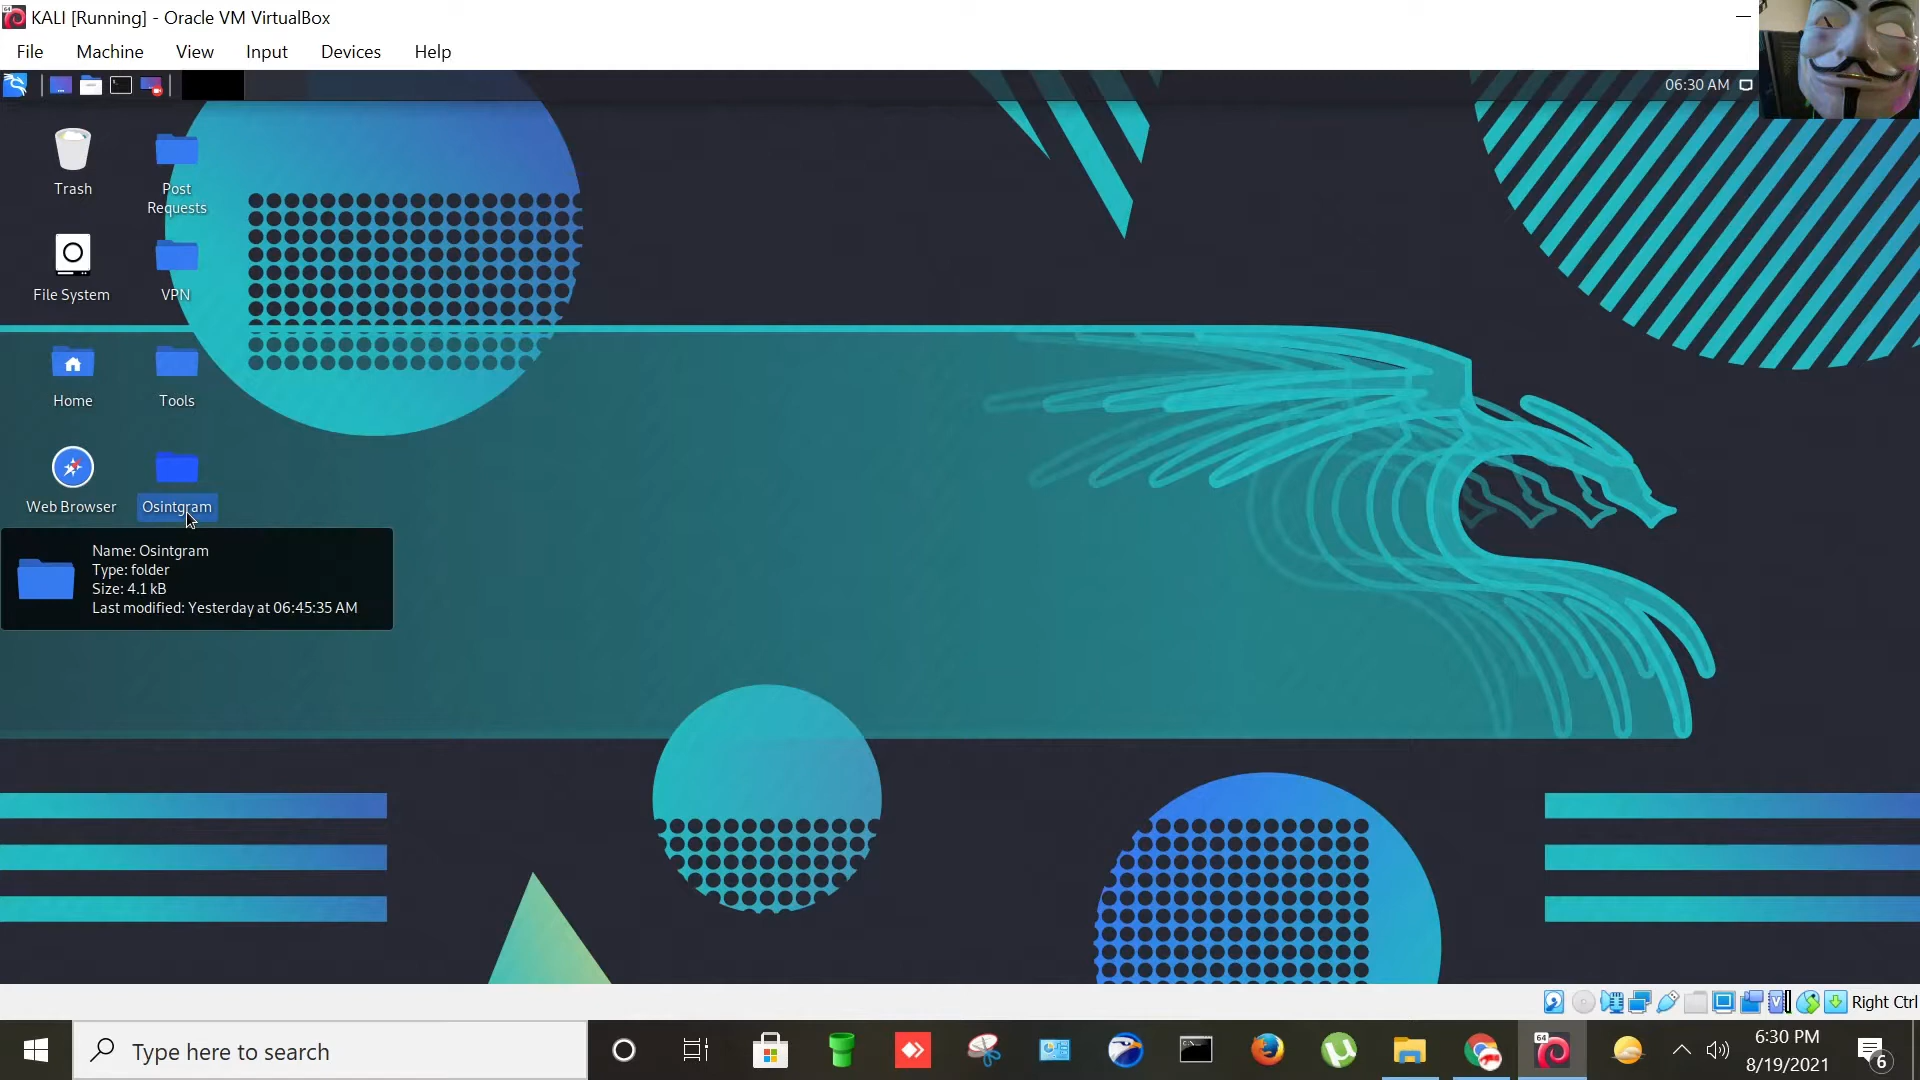 KALI [Running] - Oracle VM VirtualBox
File Machine View Input Devices Help
06:30 AM
Trash
Post
Requests
File System
VPN
Home
Tools
Web Browser
Osintgram
Name: Osintgram
Type: folder
Size: 4.1 kB
Last modified: Yesterday at 06:45:35 AM
Right Ctrl
Type here to search
64
6:30 PM
8/19/2021
6